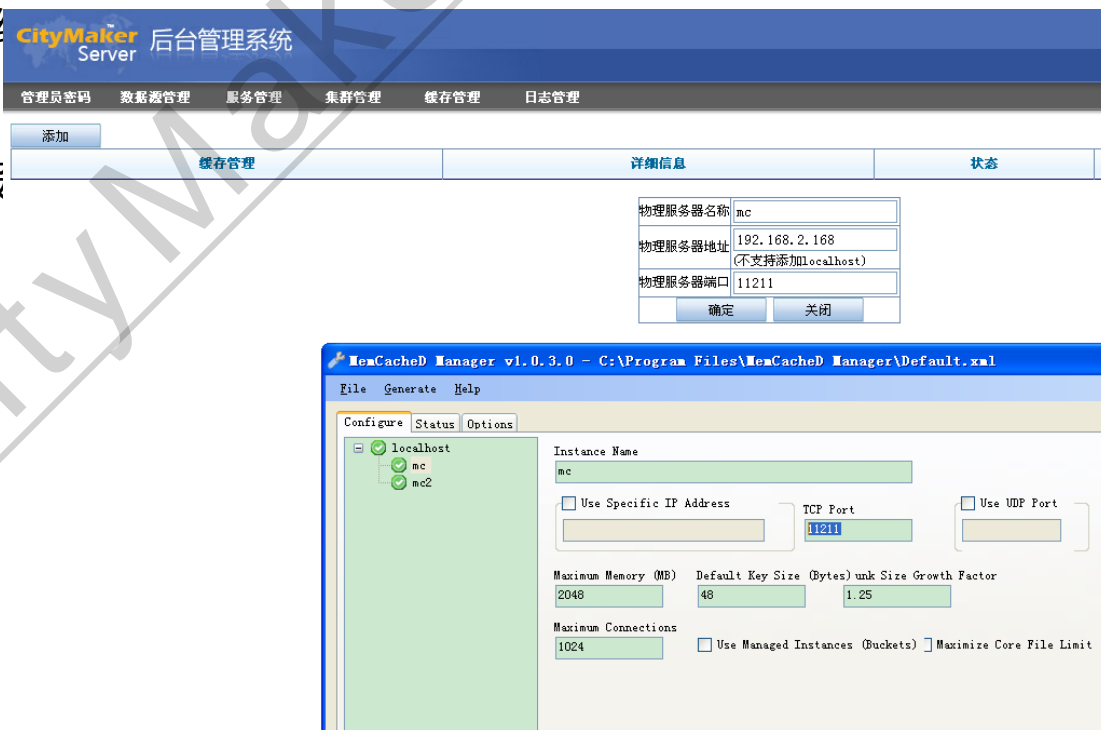 CityMaker
Server 后台管理系统
管理员密码 数据源管理 服务管理 集群管理 缓存管理 日志管理
添加
缓存管理 详细信息 状态
物理服务器名称 mc
物理服务器地址 192.168.2.168
(不支持添加localhost)
物理服务器端口 11211
确定 关闭
MemCacheD Manager v1.0.3.0 - C:\Program Files\MemCacheD Manager\Default.xml
File Generate Help
Configure Status Options
localhost
mc
mc2
Instance Name
mc
Use Specific IP Address TCP Port Use UDP Port
11211
Maximum Memory (MB) Default Key Size (Bytes) unk Size Growth Factor
2048 48 1.25
Maximum Connections
1024 Use Managed Instances (Buckets) Maximize Core File Limit